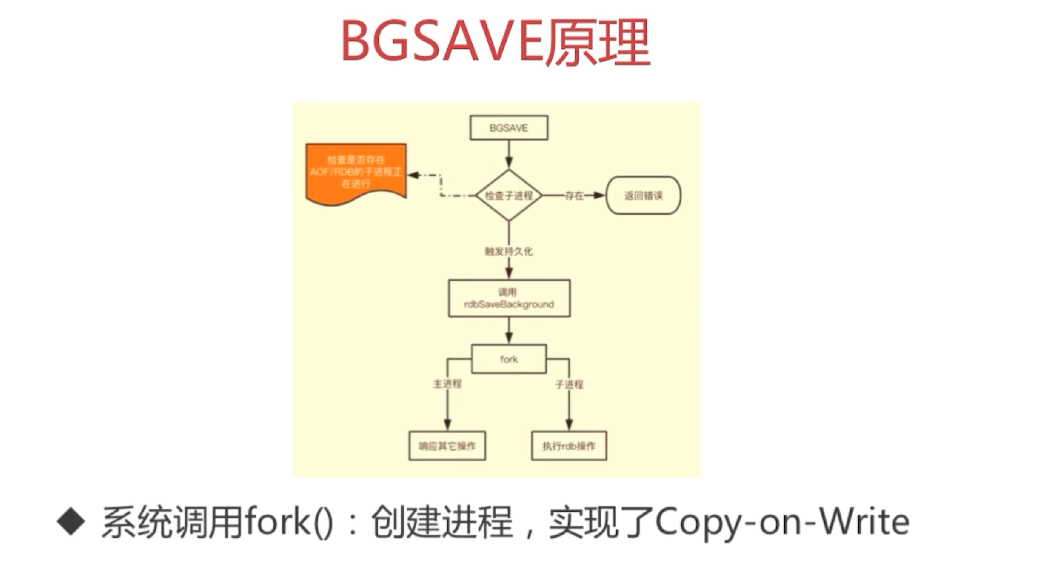 BGSAVE原理
BGSAVE
检查是否存在
AOF/RDB的子进程正
在进行
检查子进程
存在
返回错误
触发持久化
调用
rdbSaveBackground
fork
主进程
子进程
响应其它操作
执行rdb操作
◆ 系统调用fork()：创建进程，实现了Copy-on-Write